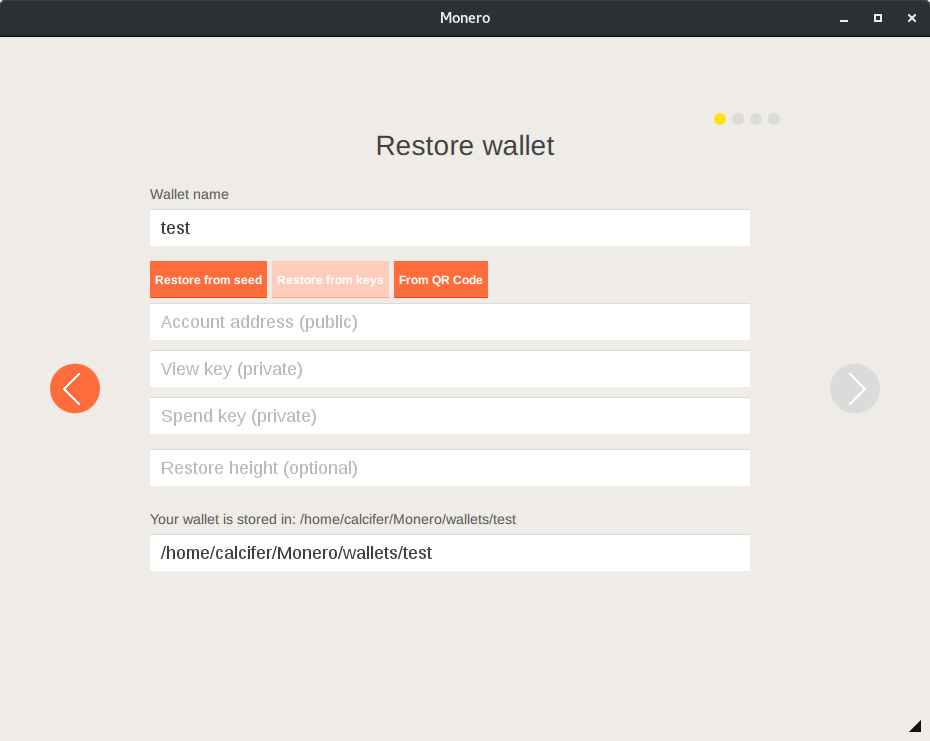 Monero
Restore wallet
Wallet name
test
Restore from seed Restore from keys From QR Code
Account address (public)
View key (private)
Spend key (private)
Restore height (optional)
Your wallet is stored in: /home/calcifer/Monero/wallets/test
/home/calcifer/Monero/wallets/test